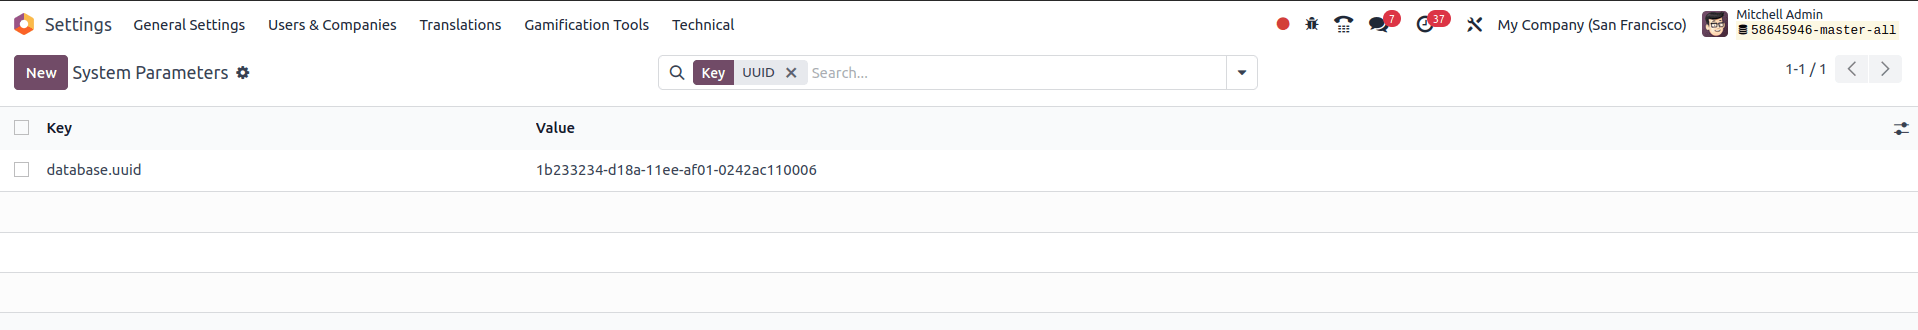 Settings General Settings Users & Companies Translations Gamification Tools Technical 7 37 My Company (San Francisco) Mitchell Admin
58645946-master-all
New System Parameters Key UUID Search... 1-1 / 1
Key Value
database.uuid 1b233234-d18a-11ee-af01-0242ac110006